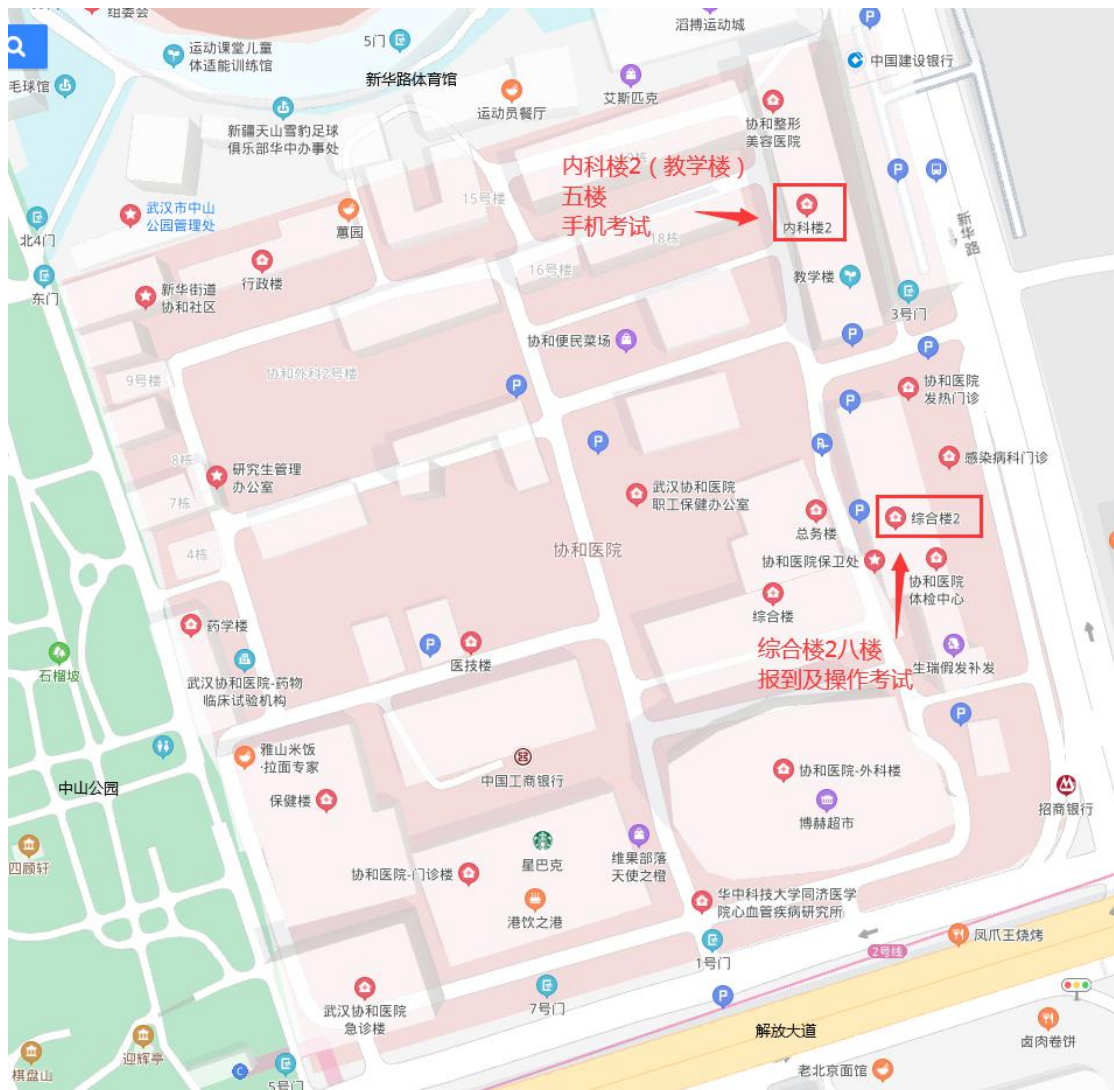 组委会
滔搏运动城
运动课堂儿童
体适能训练馆
5门
新华路体育馆
中国建设银行
毛球馆
艾斯匹克
运动员餐厅
新疆天山雪豹足球
俱乐部华中办事处
协和整形
美容医院
内科楼2（教学楼）
五楼
手机考试
15号楼
武汉市中山
公园管理处
蕙园
内科楼2
新华路
北4门
18栋
行政楼
16号楼
教学楼
东门
新华街道
协和社区
3号门
协和便民菜场
9号楼
协和外科2号楼
协和医院
发热门诊
8栋
研究生管理
办公室
感染病科门诊
7栋
武汉协和医院
职工保健办公室
总务楼
综合楼2
4栋
协和医院
协和医院保卫处
协和医院
体检中心
药学楼
综合楼
医技楼
综合楼2八楼
报到及操作考试
生瑞假发补发
石榴坡
武汉协和医院-药物
临床试验机构
雅山米饭
·拉面专家
中国工商银行
协和医院-外科楼
中山公园
保健楼
博赫超市
招商银行
四顾轩
协和医院-门诊楼
星巴克
维果部落
天使之橙
港饮之港
华中科技大学同济医学
院心血管疾病研究所
凤爪王烧烤
2号线
1号门
武汉协和医院
急诊楼
7号门
解放大道
卤肉卷饼
迎辉亭
棋盘山
5号门
老北京面馆